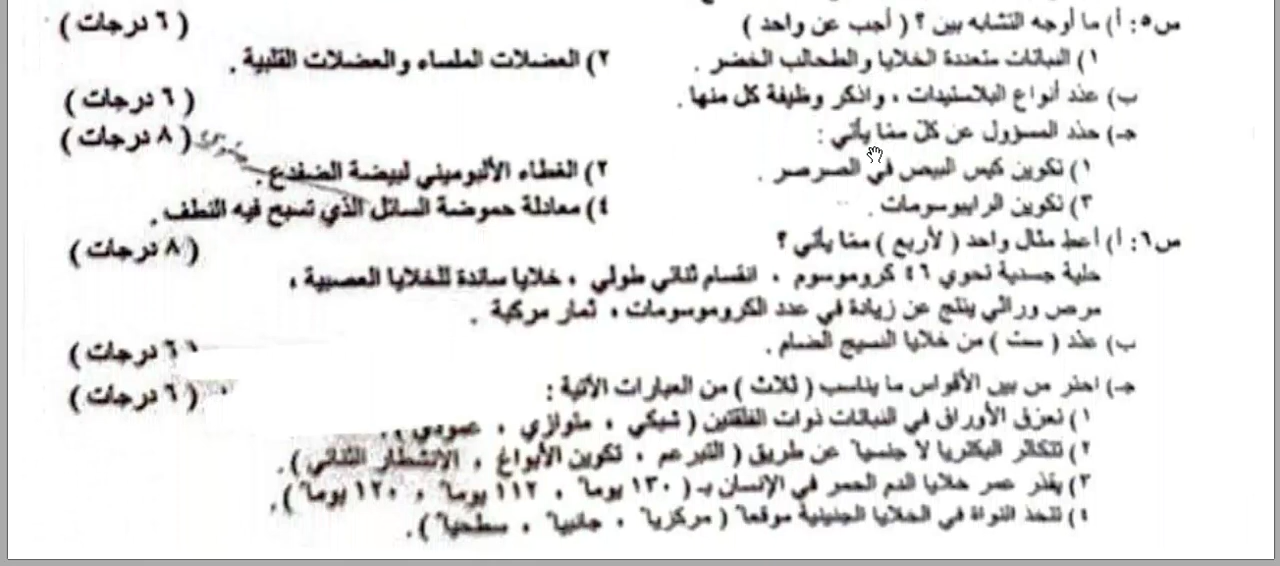 س٥: أ) ما أوجه التشابه بين ؟ ( أجب عن واحد ) ( ٦ درجات )
١) النباتات متعددة الخلايا والطحالب الخضر . ٢) العضلات الملساء والعضلات القلبية .
ب) عدد أنواع البلاستيدات ، واذكر وظيفة كل منها . ( ٦ درجات )
جـ) حدد المسؤول عن كلّ ممّا يأتي : ( ٨ درجات )
١) تكوين كيس البيض في الصرصر . ٢) الغطاء الألبوميني لبيضة الضفدع .
٣) تكوين الرايبوسومات . ٤) معادلة حموضة السائل الذي تسبح فيه النطف .
س٦: أ) أعطِ مثال واحد ( لأربع ) ممّا يأتي ؟ ( ٨ درجات )
خلية جسدية تحوي ٤٦ كروموسوم ، انقسام ثنائي طولي ، خلايا ساندة للخلايا العصبية ،
مرض وراثي ينتج عن زيادة في عدد الكروموسومات ، ثمار مركبة .
ب) عدد ( ست ) من خلايا النسيج الضام . ( ٦ درجات )
جـ) اختر من بين الأقواس ما يناسب ( ثلاث ) من العبارات الآتية : ( ٦ درجات )
١) تعرق الأوراق في النباتات ذوات الفلقتين ( شبكي ، متوازي ، عمودي ) .
٢) تتكاثر البكتريا لا جنسياً عن طريق ( التبرعم ، تكوين الأبواغ ، الانشطار الثنائي ) .
٣) يقدر عمر خلايا الدم الحمر في الإنسان بـ ( ١٣٠ يوماً ، ١١٢ يوماً ، ١٢٠ يوماً ) .
٤) تتخذ النواة في الخلايا الجنينية موقعاً ( مركزياً ، جانبياً ، سطحياً ) .